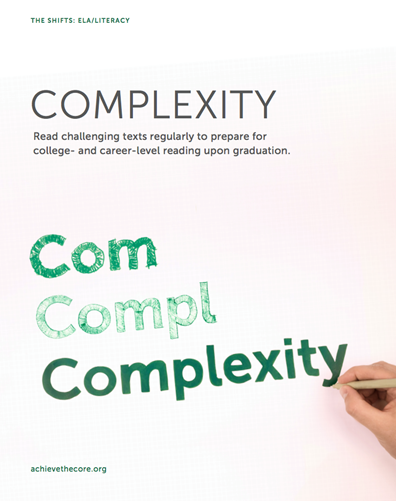 THE SHIFTS: ELA/LITERACY
COMPLEXITY
Read challenging texts regularly to prepare for
college- and career-level reading upon graduation.
Com
Compl
Complexity
achievethecore.org